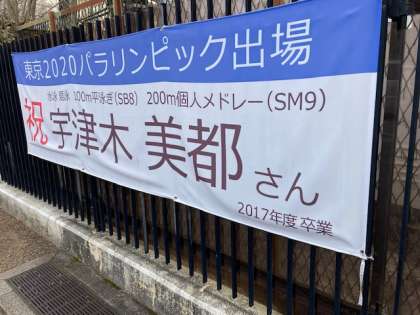 東京2020パラリンピック出場
水泳 競泳 100m平泳ぎ(SB8) 200m個人メドレー(SM9)
祝 宇津木 美都 さん
2017年度 卒業